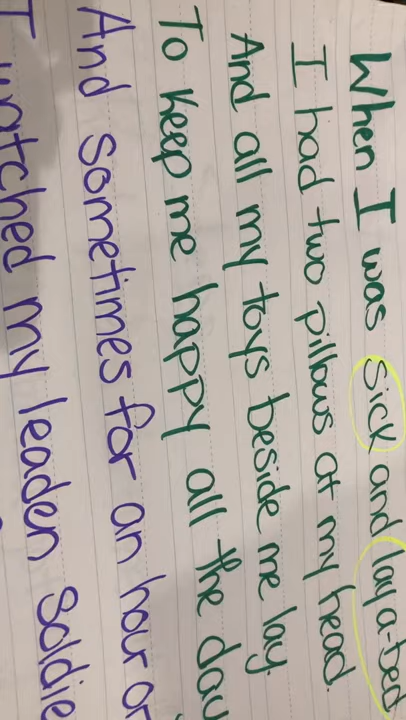 When I was sick and lay a-bed
I had two pillows at my head.
And all my toys beside me lay.
To keep me happy all the day
And sometimes for an hour or
I watched my leaden soldie